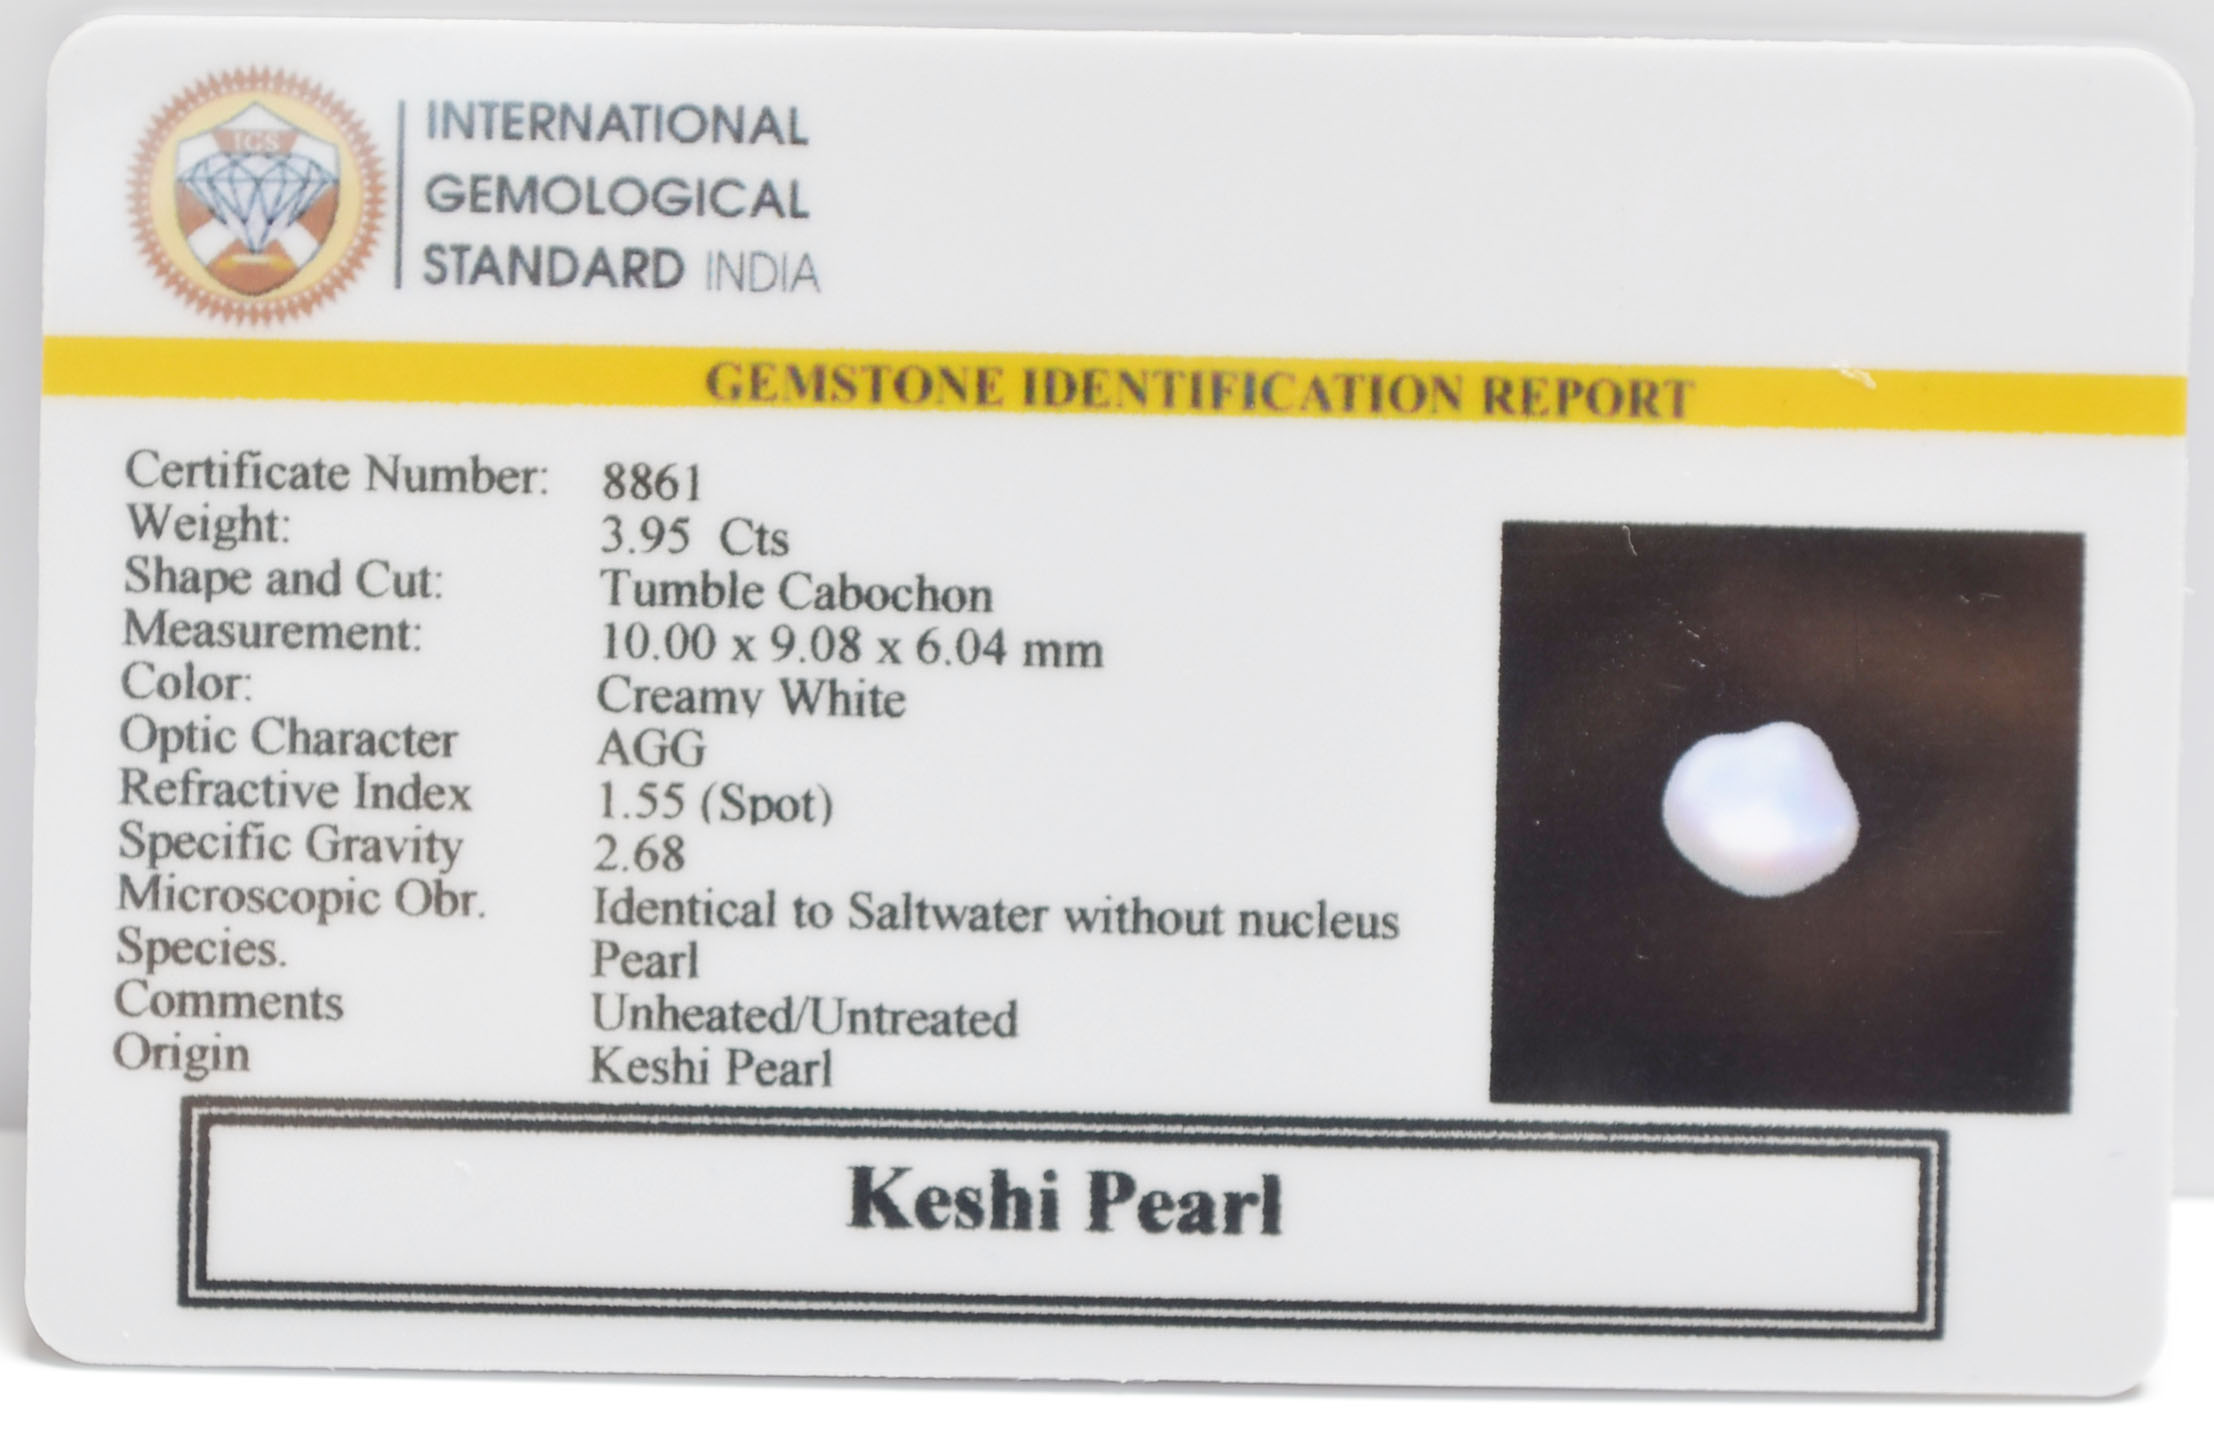 IGS
INTERNATIONAL
GEMOLOGICAL
STANDARD INDIA
GEMSTONE IDENTIFICATION REPORT
Certificate Number: 8861
Weight: 3.95 Cts
Shape and Cut: Tumble Cabochon
Measurement: 10.00 x 9.08 x 6.04 mm
Color: Creamy White
Optic Character AGG
Refractive Index 1.55 (Spot)
Specific Gravity 2.68
Microscopic Obr. Identical to Saltwater without nucleus
Species. Pearl
Comments Unheated/Untreated
Origin Keshi Pearl
Keshi Pearl